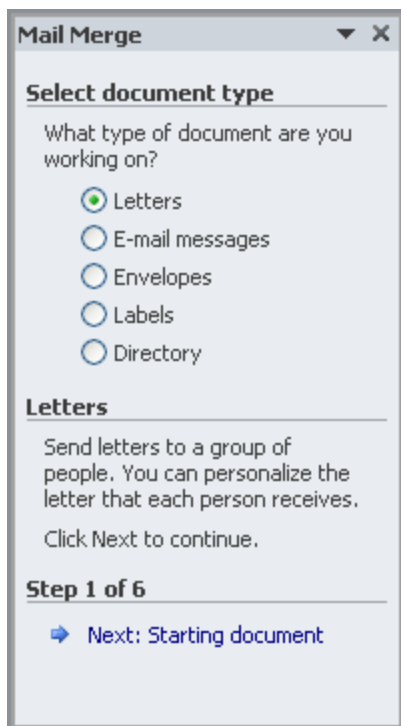 Mail Merge
Select document type
What type of document are you
working on?
Letters
E-mail messages
Envelopes
Labels
Directory
Letters
Send letters to a group of
people. You can personalize the
letter that each person receives.
Click Next to continue.
Step 1 of 6
Next: Starting document